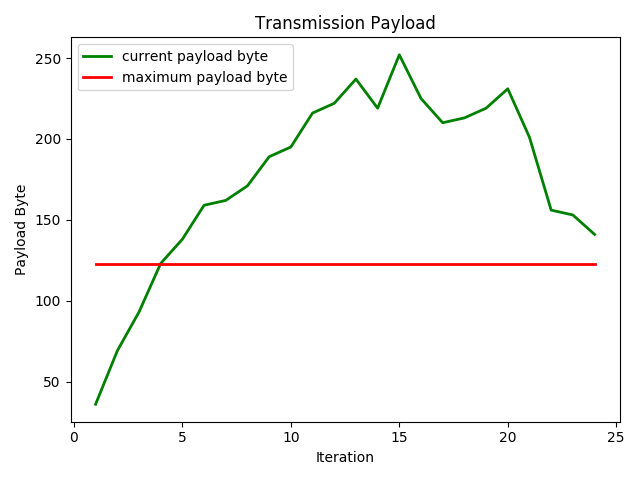 Transmission Payload
current payload byte
maximum payload byte
250
200
150
100
50
Payload Byte
0 5 10 15 20 25
Iteration